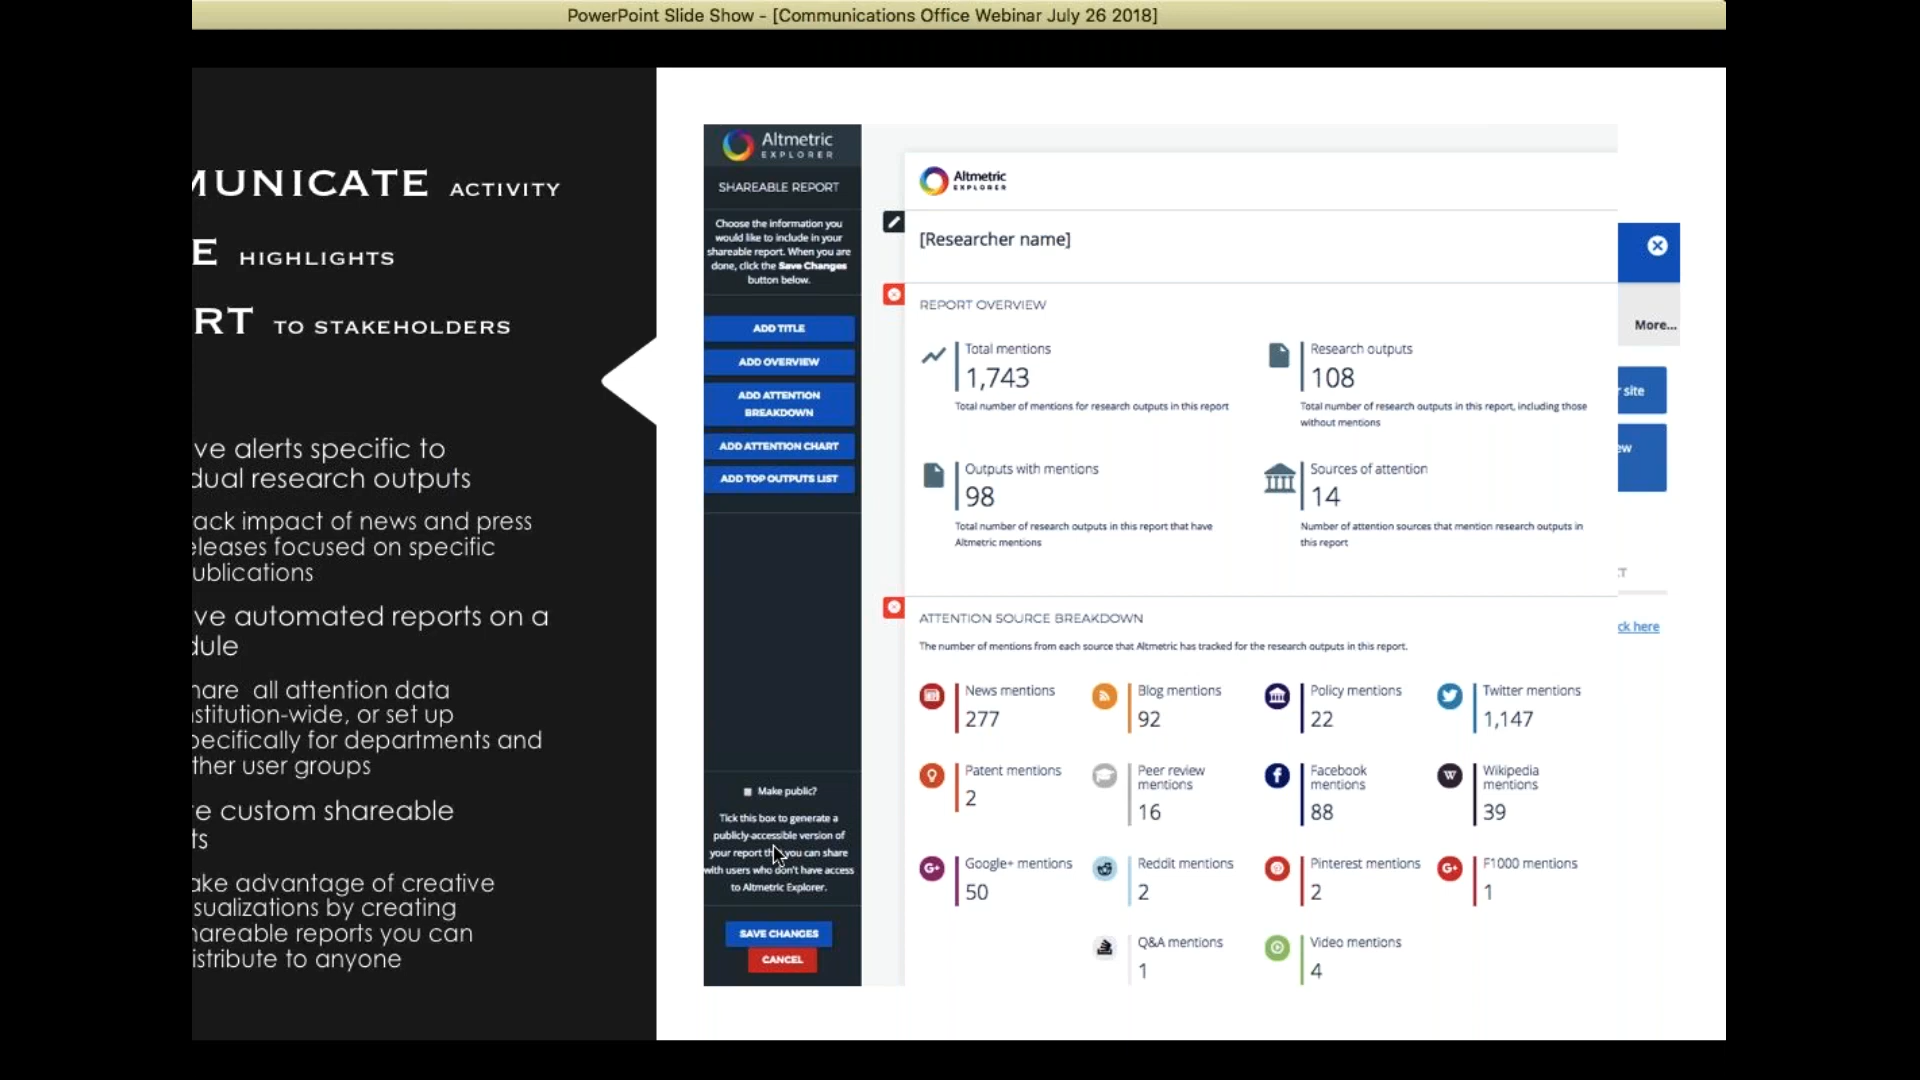 PowerPoint Slide Show - [Communications Office Webinar July 26 2018]
MUNICATE ACTIVITY
E HIGHLIGHTS
RT TO STAKEHOLDERS
ve alerts specific to
dual research outputs
ack impact of news and press
eleases focused on specific
ublications
ve automated reports on a
dule
hare all attention data
stitution-wide, or set up
pecifically for departments and
ther user groups
e custom shareable
ts
ake advantage of creative
sualizations by creating
hareable reports you can
istribute to anyone
Altmetric
EXPLORER
SHAREABLE REPORT
Choose the information you
would like to include in your
shareable report. When you are
done, click the Save Changes
button below.
ADD TITLE
ADD OVERVIEW
ADD ATTENTION
BREAKDOWN
ADD ATTENTION CHART
ADD TOP OUTPUTS LIST
Make public?
Tick this box to generate a
publicly-accessible version of
your report you can share
with users who don't have access
to Altmetric Explorer.
SAVE CHANGES
CANCEL
Altmetric
EXPLORER
[Researcher name]
REPORT OVERVIEW
Total mentions
1,743
Total number of mentions for research outputs in this report
Research outputs
108
Total number of research outputs in this report, including those
without mentions
Outputs with mentions
98
Total number of research outputs in this report that have
Altmetric mentions
Sources of attention
14
Number of attention sources that mention research outputs in
this report
ATTENTION SOURCE BREAKDOWN
The number of mentions from each source that Altmetric has tracked for the research outputs in this report.
News mentions
277
Blog mentions
92
Policy mentions
22
Twitter mentions
1,147
Patent mentions
2
Peer review
mentions
16
Facebook
mentions
88
W
Wikipedia
mentions
39
G+
Google+ mentions
50
Reddit mentions
2
Pinterest mentions
2
G+
F1000 mentions
1
Q&A mentions
1
Video mentions
4
More...
site
ew
T
ck here